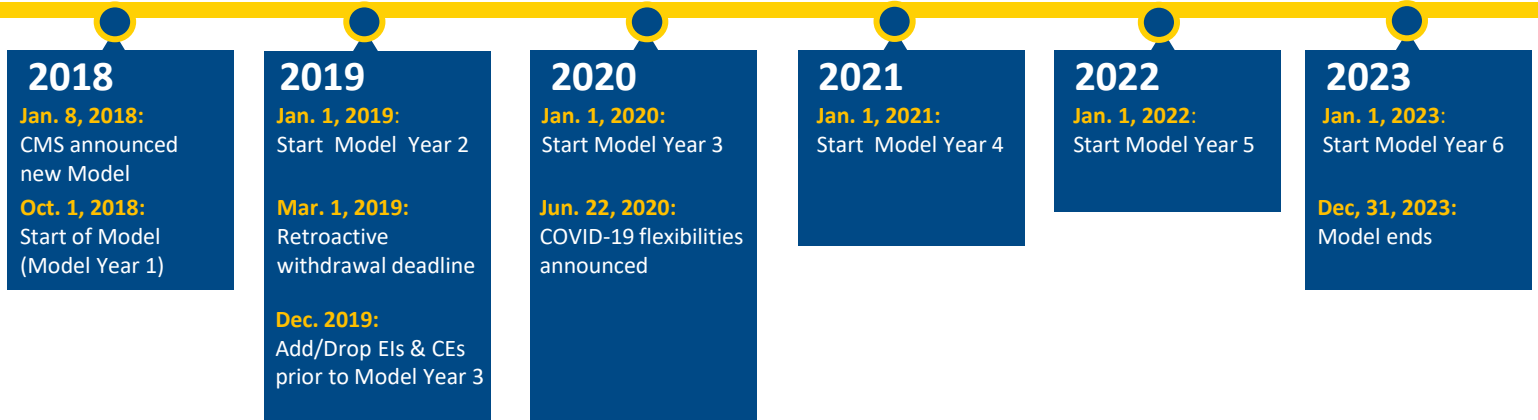 2018
Jan. 8, 2018:
CMS announced
new Model
Oct. 1, 2018:
Start of Model
(Model Year 1)
2019
Jan. 1, 2019:
Start Model Year 2
Mar. 1, 2019:
Retroactive
withdrawal deadline
Dec. 2019:
Add/Drop EIs & CEs
prior to Model Year 3
2020
Jan. 1, 2020:
Start Model Year 3
Jun. 22, 2020:
COVID-19 flexibilities
announced
2021
Jan. 1, 2021:
Start Model Year 4
2022
Jan. 1, 2022:
Start Model Year 5
2023
Jan. 1, 2023:
Start Model Year 6
Dec, 31, 2023:
Model ends